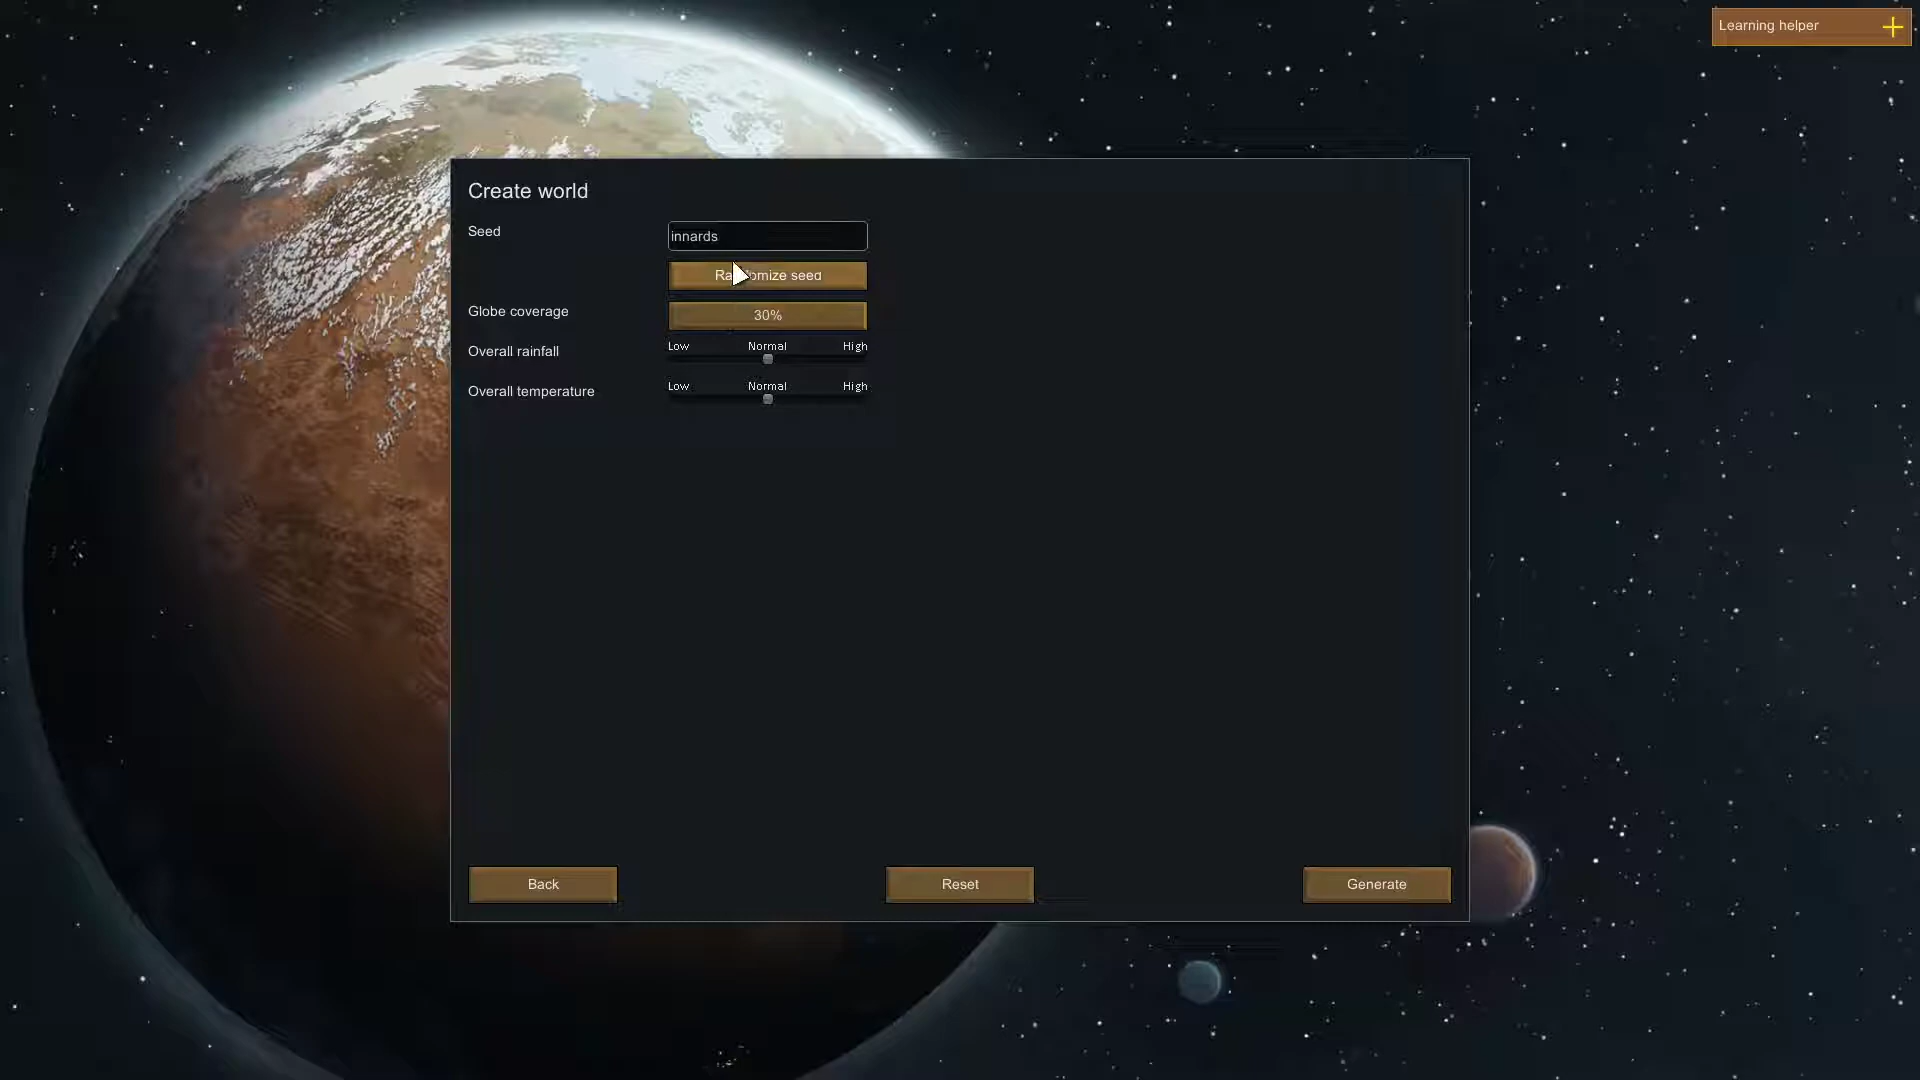 Learning helper
Create world
Seed
innards
Randomize seed
Globe coverage
30%
Overall rainfall
Low Normal High
Overall temperature
Low Normal High
Back
Reset
Generate